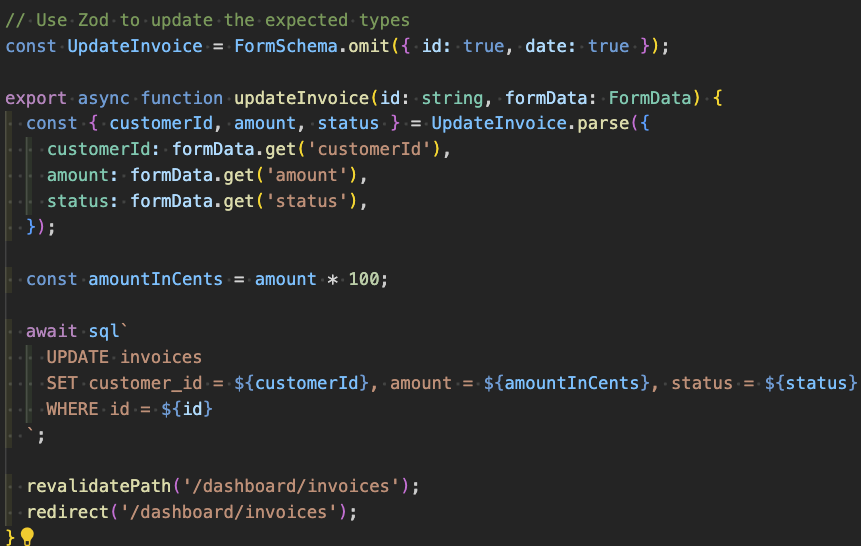 // Use Zod to update the expected types
const UpdateInvoice = FormSchema.omit({ id: true, date: true });

export async function updateInvoice(id: string, formData: FormData) {
  const { customerId, amount, status } = UpdateInvoice.parse({
    customerId: formData.get('customerId'),
    amount: formData.get('amount'),
    status: formData.get('status'),
  });

  const amountInCents = amount * 100;

  await sql`
    UPDATE invoices
    SET customer_id = ${customerId}, amount = ${amountInCents}, status = ${status}
    WHERE id = ${id}
  `;

  revalidatePath('/dashboard/invoices');
  redirect('/dashboard/invoices');
}